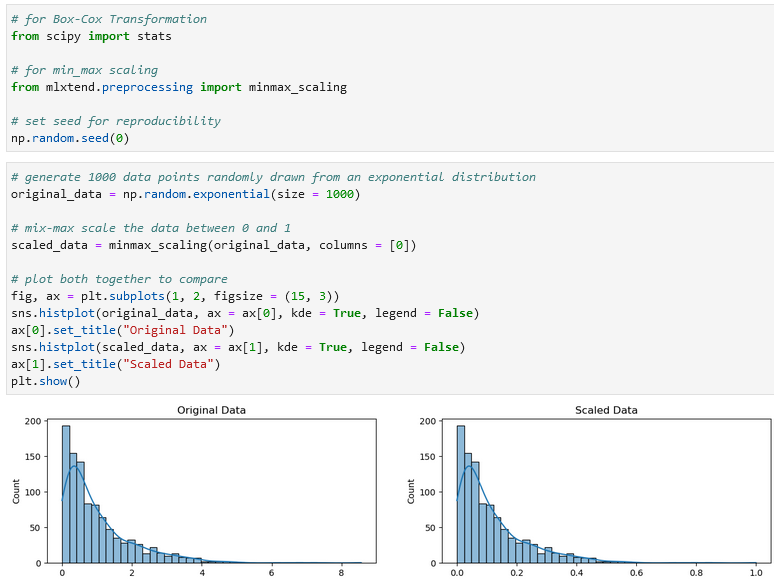 # for Box-Cox Transformation
from scipy import stats
# for min_max scaling
from mlxtend.preprocessing import minmax_scaling
# set seed for reproducibility
np.random.seed(0)
# generate 1000 data points randomly drawn from an exponential distribution
original_data = np.random.exponential(size = 1000)
# mix-max scale the data between 0 and 1
scaled_data = minmax_scaling(original_data, columns = [0])
# plot both together to compare
fig, ax = plt.subplots(1, 2, figsize = (15, 3))
sns.histplot(original_data, ax = ax[0], kde = True, legend = False)
ax[0].set_title("Original Data")
sns.histplot(scaled_data, ax = ax[1], kde = True, legend = False)
ax[1].set_title("Scaled Data")
plt.show()
Original Data
200
150
100
50
0
Count
0 2 4 6 8
Scaled Data
200
150
100
50
0
Count
0.0 0.2 0.4 0.6 0.8 1.0